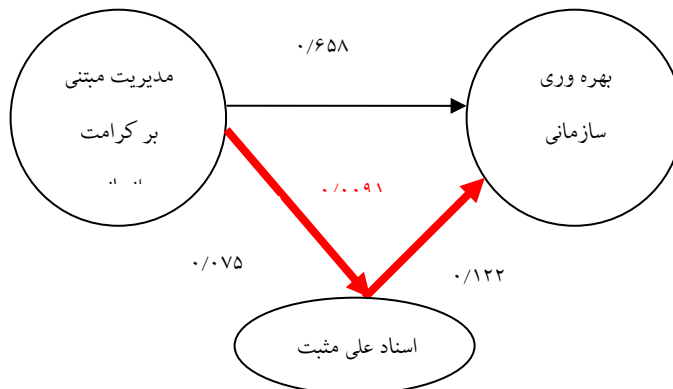 ۰/۶۵۸
مدیریت مبتنی
بر کرامت
بهره وری
سازمانی
۰/۰۰۹۱
۰/۰۷۵
۰/۱۲۲
اسناد علی مثبت